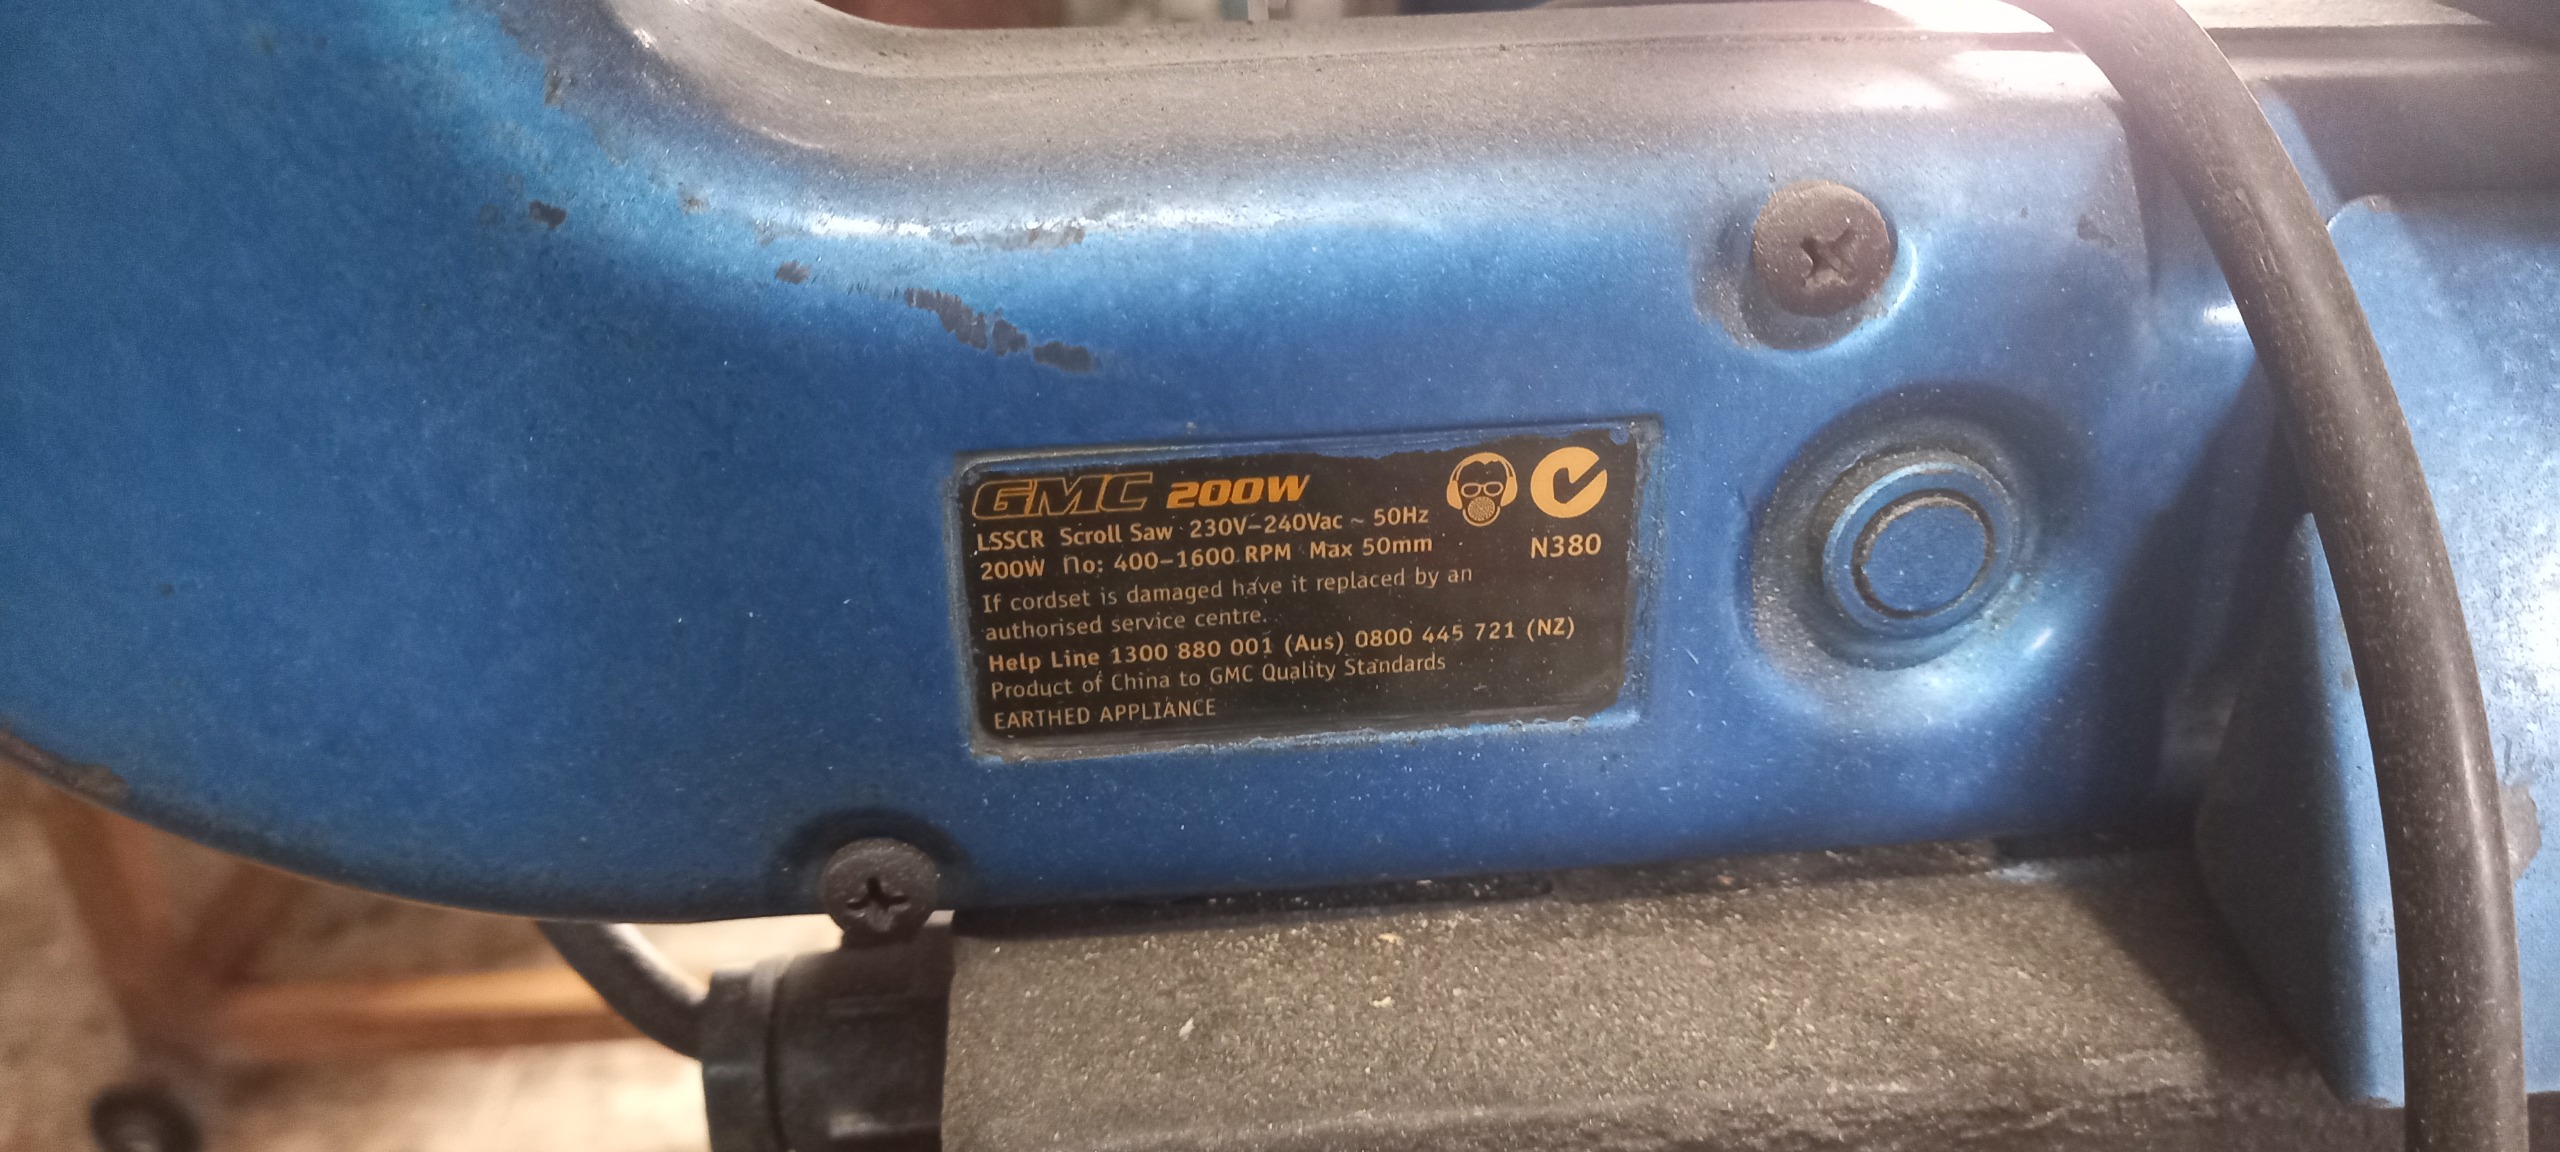 GMC 200W
LSSCR Scroll Saw 230V–240Vac ~ 50Hz
200W no: 400–1600 RPM Max 50mm
N380
If cordset is damaged have it replaced by an
authorised service centre.
Help Line 1300 880 001 (Aus) 0800 445 721 (NZ)
Product of China to GMC Quality Standards
EARTHED APPLIANCE